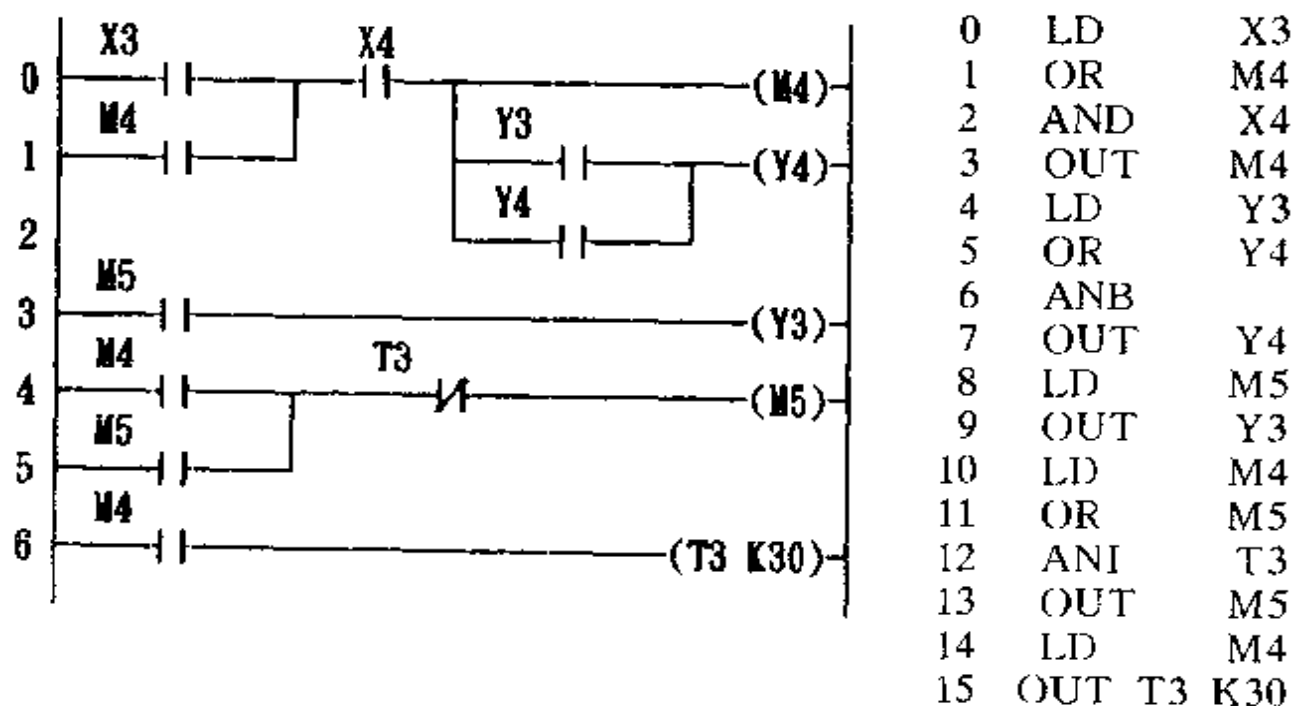 X3 X4
0 (M4)
M4 Y3
1 (Y4)
Y4
2
M5
3 (Y3)
M4 T3
4 (M5)
M5
5
M4
6 (T3 K30)
0 LD X3
1 OR M4
2 AND X4
3 OUT M4
4 LD Y3
5 OR Y4
6 ANB
7 OUT Y4
8 LD M5
9 OUT Y3
10 LD M4
11 OR M5
12 ANI T3
13 OUT M5
14 LD M4
15 OUT T3 K30